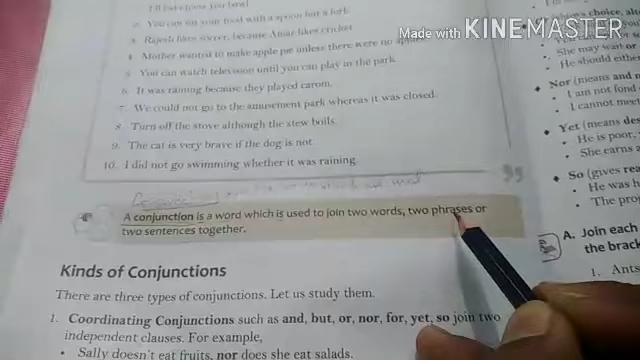 Made with KINEMASTER
2. You can eat your food with a spoon but a fork.
3. Rajesh likes soccer, because Amar likes cricket.
4. Mother wanted to make apple pie unless there were no
5. You can watch television until you can play in the park.
6. It was raining because they played carom.
7. We could not go to the amusement park whereas it was closed.
8. Turn off the stove although the stew boils.
9. The cat is very brave if the dog is not.
10. I did not go swimming whether it was raining.
A conjunction is a word which is used to join two words, two phrases or
two sentences together.
Kinds of Conjunctions
There are three types of conjunctions. Let us study them.
1. Coordinating Conjunctions such as and, but, or, nor, for, yet, so join two
independent clauses. For example,
• Sally doesn't eat fruits, nor does she eat salads.
choice,
She may wait or
He should either
• Nor (means and
• I am not fond
• I cannot meet
• Yet (means
• He is poor,
• She earns a
• So (gives
• He was
• The
A. Join each
the
1. Ants